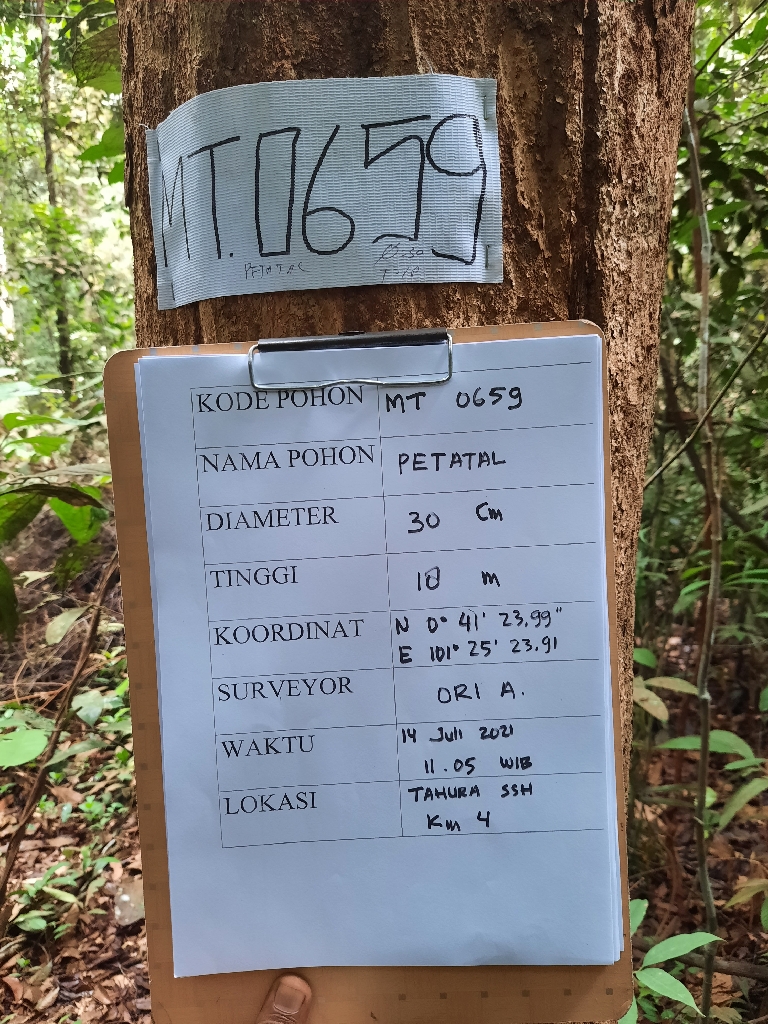 MT. 0659
PETATAL
KODE POHON MT 0659
NAMA POHON PETATAL
DIAMETER 30 Cm
TINGGI 18 m
KOORDINAT N 0° 41' 23.99"
E 101° 25' 23.91
SURVEYOR ORI A.
WAKTU 14 Juli 2021
11.05 WIB
LOKASI TAHURA SSH
Km 4